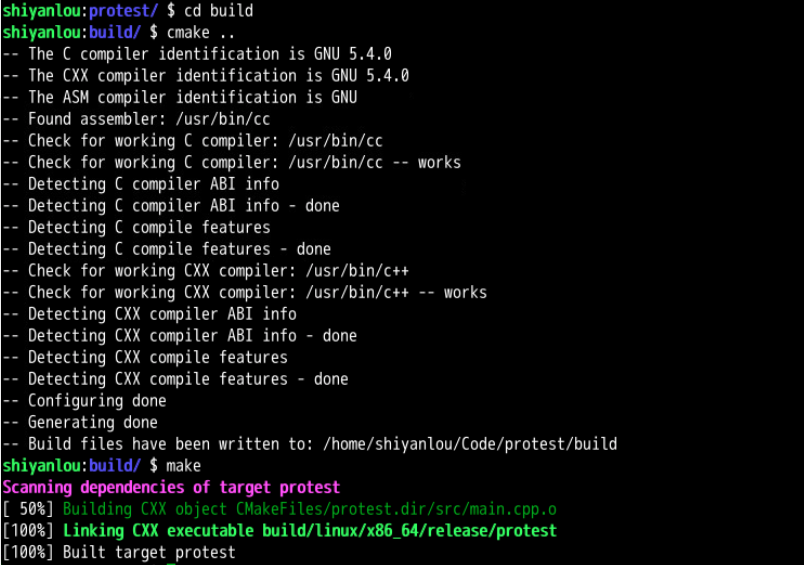 shiyanlou:protest/ $ cd build
shiyanlou:build/ $ cmake ..
-- The C compiler identification is GNU 5.4.0
-- The CXX compiler identification is GNU 5.4.0
-- The ASM compiler identification is GNU
-- Found assembler: /usr/bin/cc
-- Check for working C compiler: /usr/bin/cc
-- Check for working C compiler: /usr/bin/cc -- works
-- Detecting C compiler ABI info
-- Detecting C compiler ABI info - done
-- Detecting C compile features
-- Detecting C compile features - done
-- Check for working CXX compiler: /usr/bin/c++
-- Check for working CXX compiler: /usr/bin/c++ -- works
-- Detecting CXX compiler ABI info
-- Detecting CXX compiler ABI info - done
-- Detecting CXX compile features
-- Detecting CXX compile features - done
-- Configuring done
-- Generating done
-- Build files have been written to: /home/shiyanlou/Code/protest/build
shiyanlou:build/ $ make
Scanning dependencies of target protest
[ 50%] Building CXX object CMakeFiles/protest.dir/src/main.cpp.o
[100%] Linking CXX executable build/linux/x86_64/release/protest
[100%] Built target protest